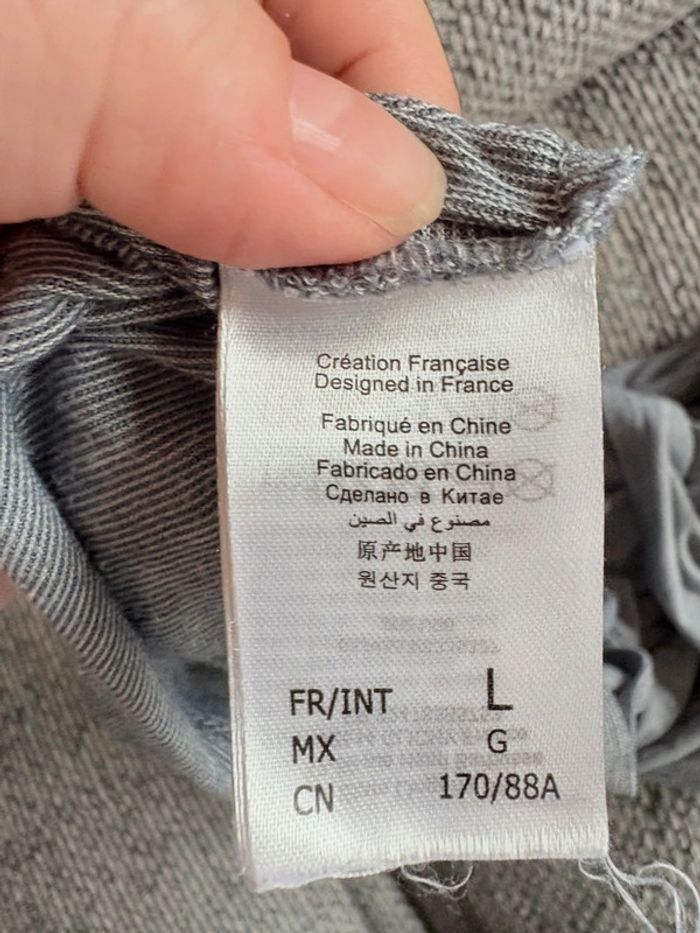 Création Française
Designed in France
Fabriqué en Chine
Made in China
Fabricado en China
Сделано в Китае
مصنوع في الصين
原产地中国
원산지 중국
FR/INT L
MX G
CN 170/88A